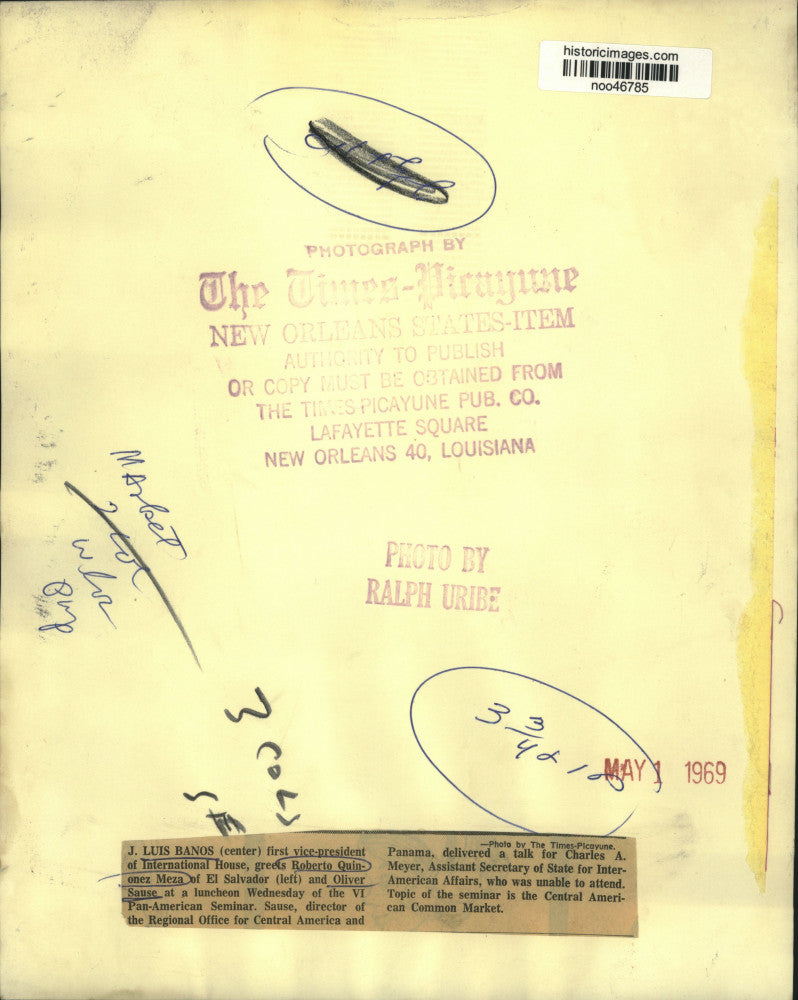 historicimages.com
noo46785
PHOTOGRAPH BY
The Times-Picayune
NEW ORLEANS STATES-ITEM
AUTHORITY TO PUBLISH
OR COPY MUST BE OBTAINED FROM
THE TIMES-PICAYUNE PUB. CO.
LAFAYETTE SQUARE
NEW ORLEANS 40, LOUISIANA
Market
PHOTO BY
RALPH URIBE
3 cols
3 3/4
MAY 1 1969
J. LUIS BANOS (center) first vice-president
of International House, greets Roberto Quin-
onez Meza of El Salvador (left) and Oliver
Sause at a luncheon Wednesday of the VI
Pan-American Seminar. Sause, director of
the Regional Office for Central America and
—Photo by The Times-Picayune.
Panama, delivered a talk for Charles A.
Meyer, Assistant Secretary of State for Inter-
American Affairs, who was unable to attend.
Topic of the seminar is the Central Ameri-
can Common Market.